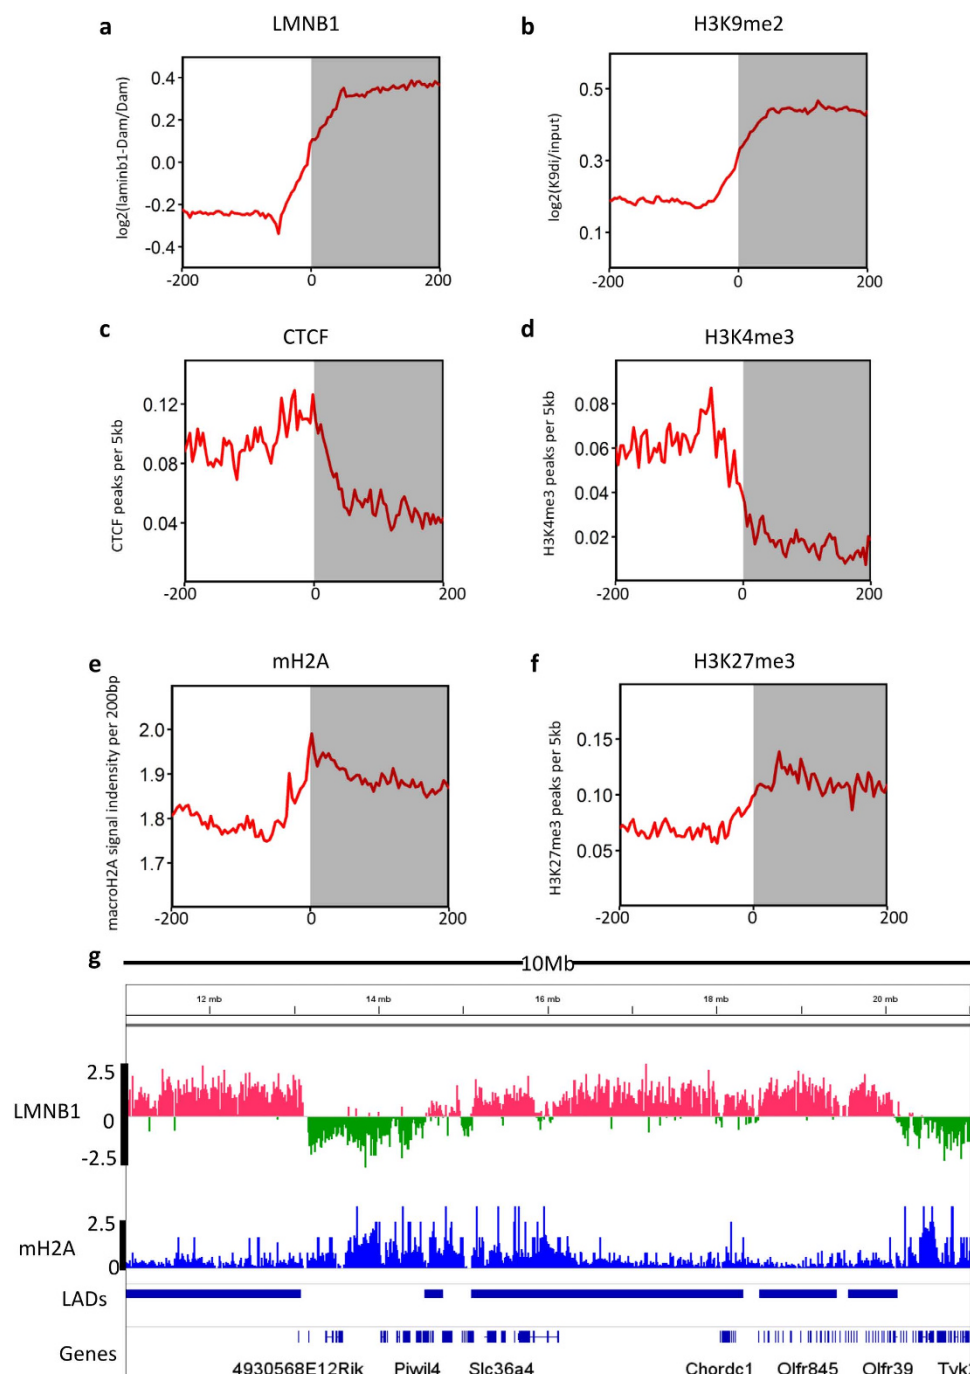 a LMNB1
log2(laminb1-Dam/Dam)
0.4
0.2
0.0
-0.2
-0.4
-200 0 200
b H3K9me2
log2(K9di/input)
0.5
0.3
0.1
-200 0 200
c CTCF
CTCF peaks per 5kb
0.12
0.08
0.04
-200 0 200
d H3K4me3
H3K4me3 peaks per 5kb
0.08
0.06
0.04
0.02
-200 0 200
e mH2A
macroH2A signal indensity per 200bp
2.0
1.9
1.8
1.7
-200 0 200
f H3K27me3
H3K27me3 peaks per 5kb
0.15
0.10
0.05
-200 0 200
g 10Mb
12 mb 14 mb 16 mb 18 mb 20 mb
LMNB1
2.5
0
-2.5
mH2A
2.5
0
LADs
Genes
4930568E12Rik Piwil4 Slc36a4 Chordc1 Olfr845 Olfr39